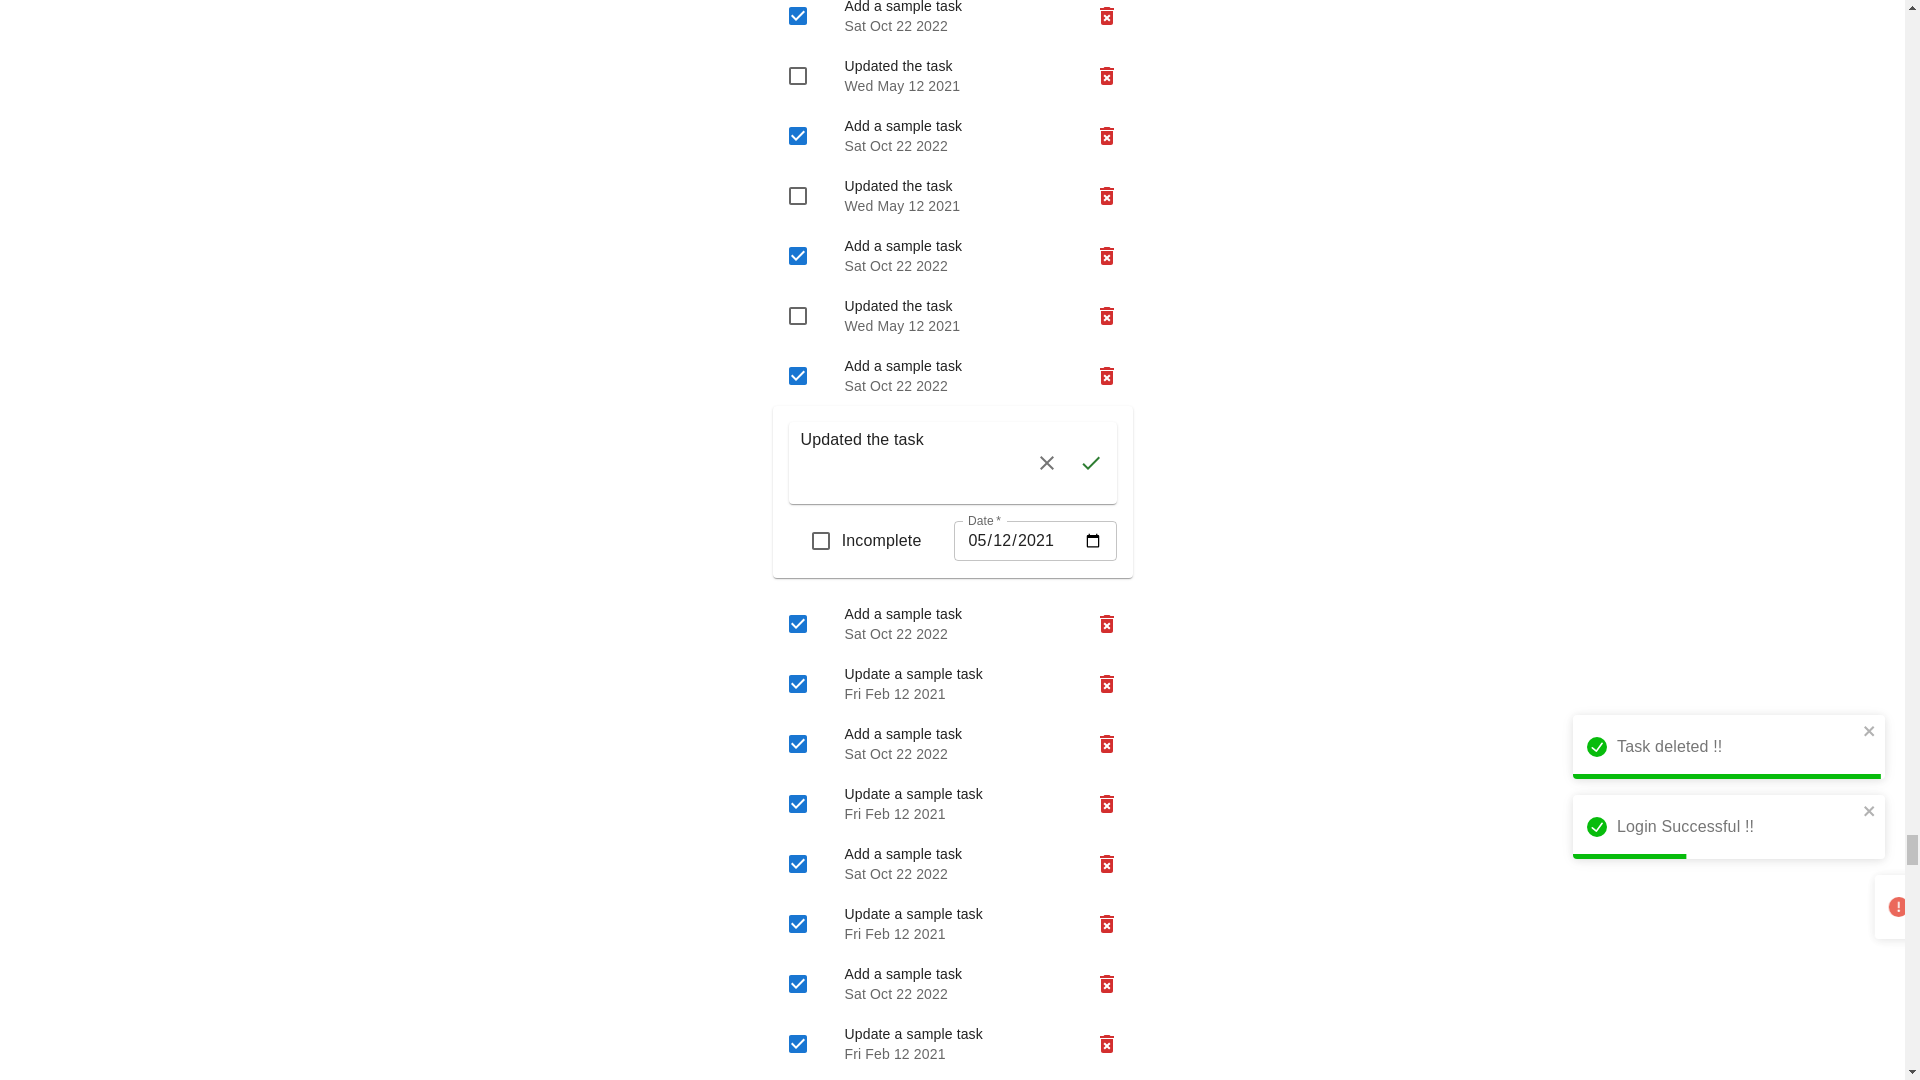 Add a sample task
Sat Oct 22 2022
Updated the task
Wed May 12 2021
Add a sample task
Sat Oct 22 2022
Updated the task
Wed May 12 2021
Add a sample task
Sat Oct 22 2022
Updated the task
Wed May 12 2021
Add a sample task
Sat Oct 22 2022
Updated the task
Incomplete
Date *
05/12/2021
Add a sample task
Sat Oct 22 2022
Update a sample task
Fri Feb 12 2021
Add a sample task
Sat Oct 22 2022
Update a sample task
Fri Feb 12 2021
Add a sample task
Sat Oct 22 2022
Update a sample task
Fri Feb 12 2021
Add a sample task
Sat Oct 22 2022
Update a sample task
Fri Feb 12 2021
Task deleted !!
Login Successful !!